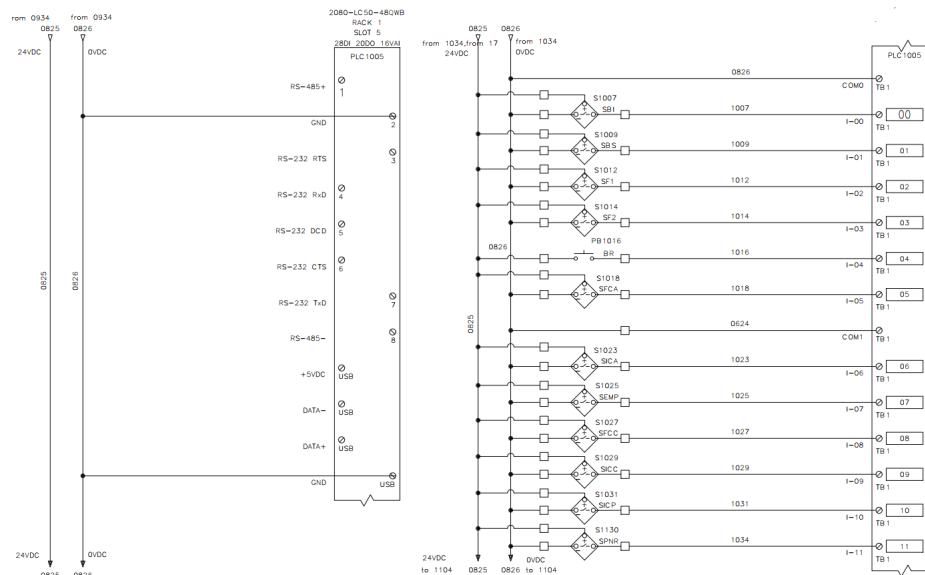 2080-LC50-48QWB
RACK 1
SLOT 5
28DI 20DO 16VAI
PLC1005
rom 0934
from 0934
0825
0826
24VDC
0VDC
RS-485+
1
GND
2
RS-232 RTS
3
RS-232 RxD
4
RS-232 DCD
5
RS-232 CTS
6
RS-232 TxD
7
RS-485-
8
+5VDC
USB
DATA-
USB
DATA+
USB
GND
USB
0825
0826
24VDC
0VDC
0825
0826
0825
0826
from 1034,from 17
from 1034
24VDC
0VDC
PLC1005
0826
COM0
TB1
S1007
SBI
1007
I-00
00
TB1
S1009
SBS
1009
I-01
01
TB1
S1012
SF1
1012
I-02
02
TB1
S1014
SF2
1014
I-03
03
TB1
0826
PB1016
BR
1016
I-04
04
TB1
S1018
SFCA
1018
I-05
05
TB1
0825
0624
COM1
TB1
S1023
SICA
1023
I-06
06
TB1
S1025
SEMP
1025
I-07
07
TB1
S1027
SFCC
1027
I-08
08
TB1
S1029
SICC
1029
I-09
09
TB1
S1031
SICP
1031
I-10
10
TB1
S1130
SPNR
1034
I-11
11
TB1
24VDC
0VDC
to 1104
0825
0826
to 1104